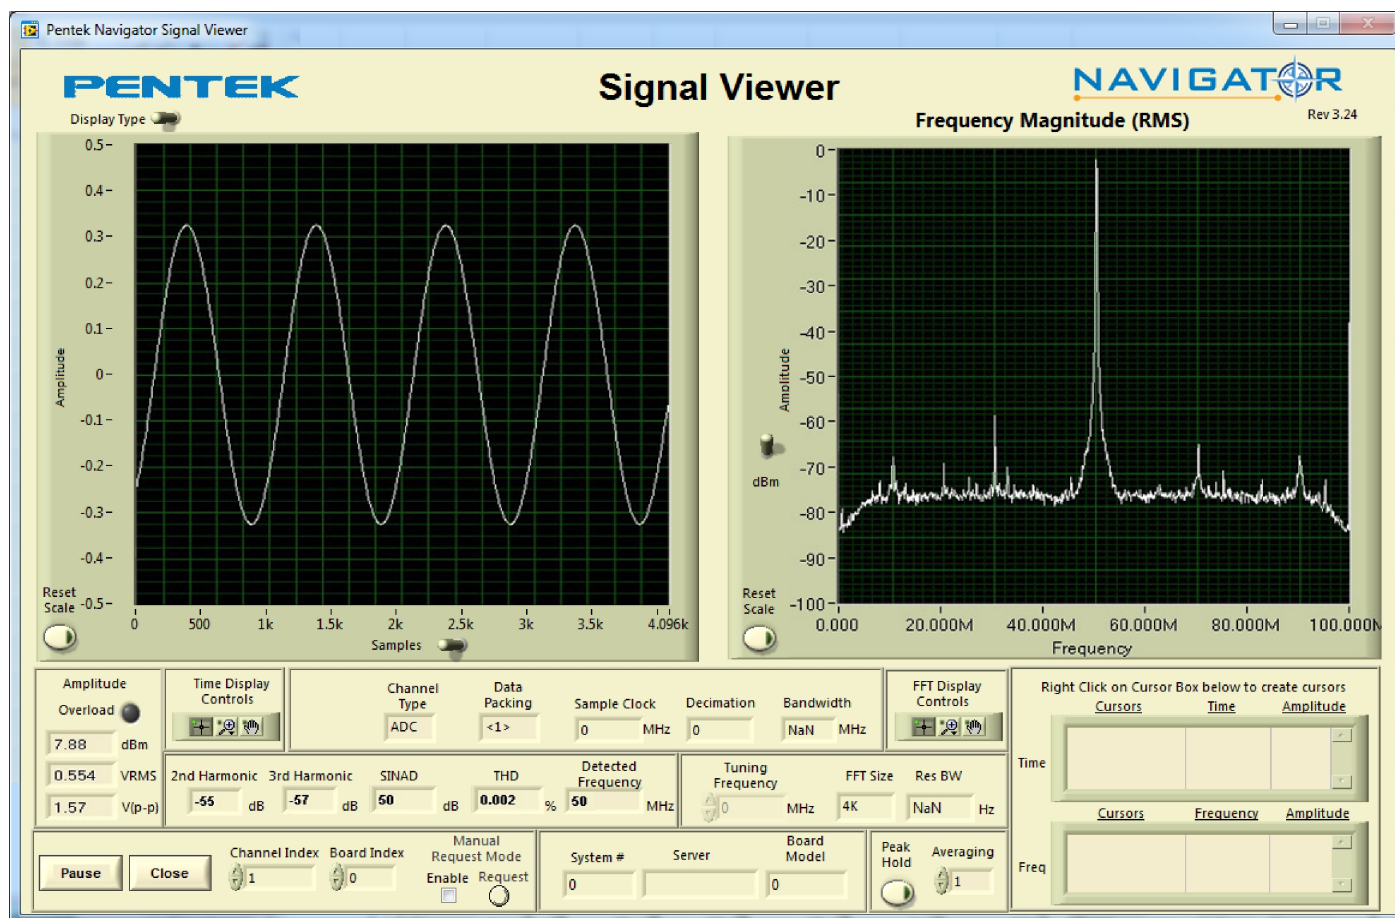 Pentek Navigator Signal Viewer
PENTEK
Signal Viewer
NAVIGATOR
Rev 3.24
Display Type
Frequency Magnitude (RMS)
0.5
0.4
0.3
0.2
0.1
0
-0.1
-0.2
-0.3
-0.4
-0.5
Amplitude
Reset
Scale
0 500 1k 1.5k 2k 2.5k 3k 3.5k 4.096k
Samples
0
-10
-20
-30
-40
-50
-60
-70
-80
-90
-100
Amplitude
dBm
Reset
Scale
0.000 20.000M 40.000M 60.000M 80.000M 100.000M
Frequency
Amplitude
Overload
7.88 dBm
0.554 VRMS
1.57 V(p-p)
Time Display
Controls
Channel
Type
ADC
Data
Packing
<1>
Sample Clock
0 MHz
Decimation
0
Bandwidth
NaN MHz
FFT Display
Controls
2nd Harmonic
-55 dB
3rd Harmonic
-57 dB
SINAD
50 dB
THD
0.002 %
Detected
Frequency
50 MHz
Tuning
Frequency
0 MHz
FFT Size
4K
Res BW
NaN Hz
Right Click on Cursor Box below to create cursors
Cursors Time Amplitude
Time
Cursors Frequency Amplitude
Freq
Pause
Close
Channel Index
1
Board Index
0
Manual
Request Mode
Enable Request
System #
0
Server
Board
Model
0
Peak
Hold
Averaging
1